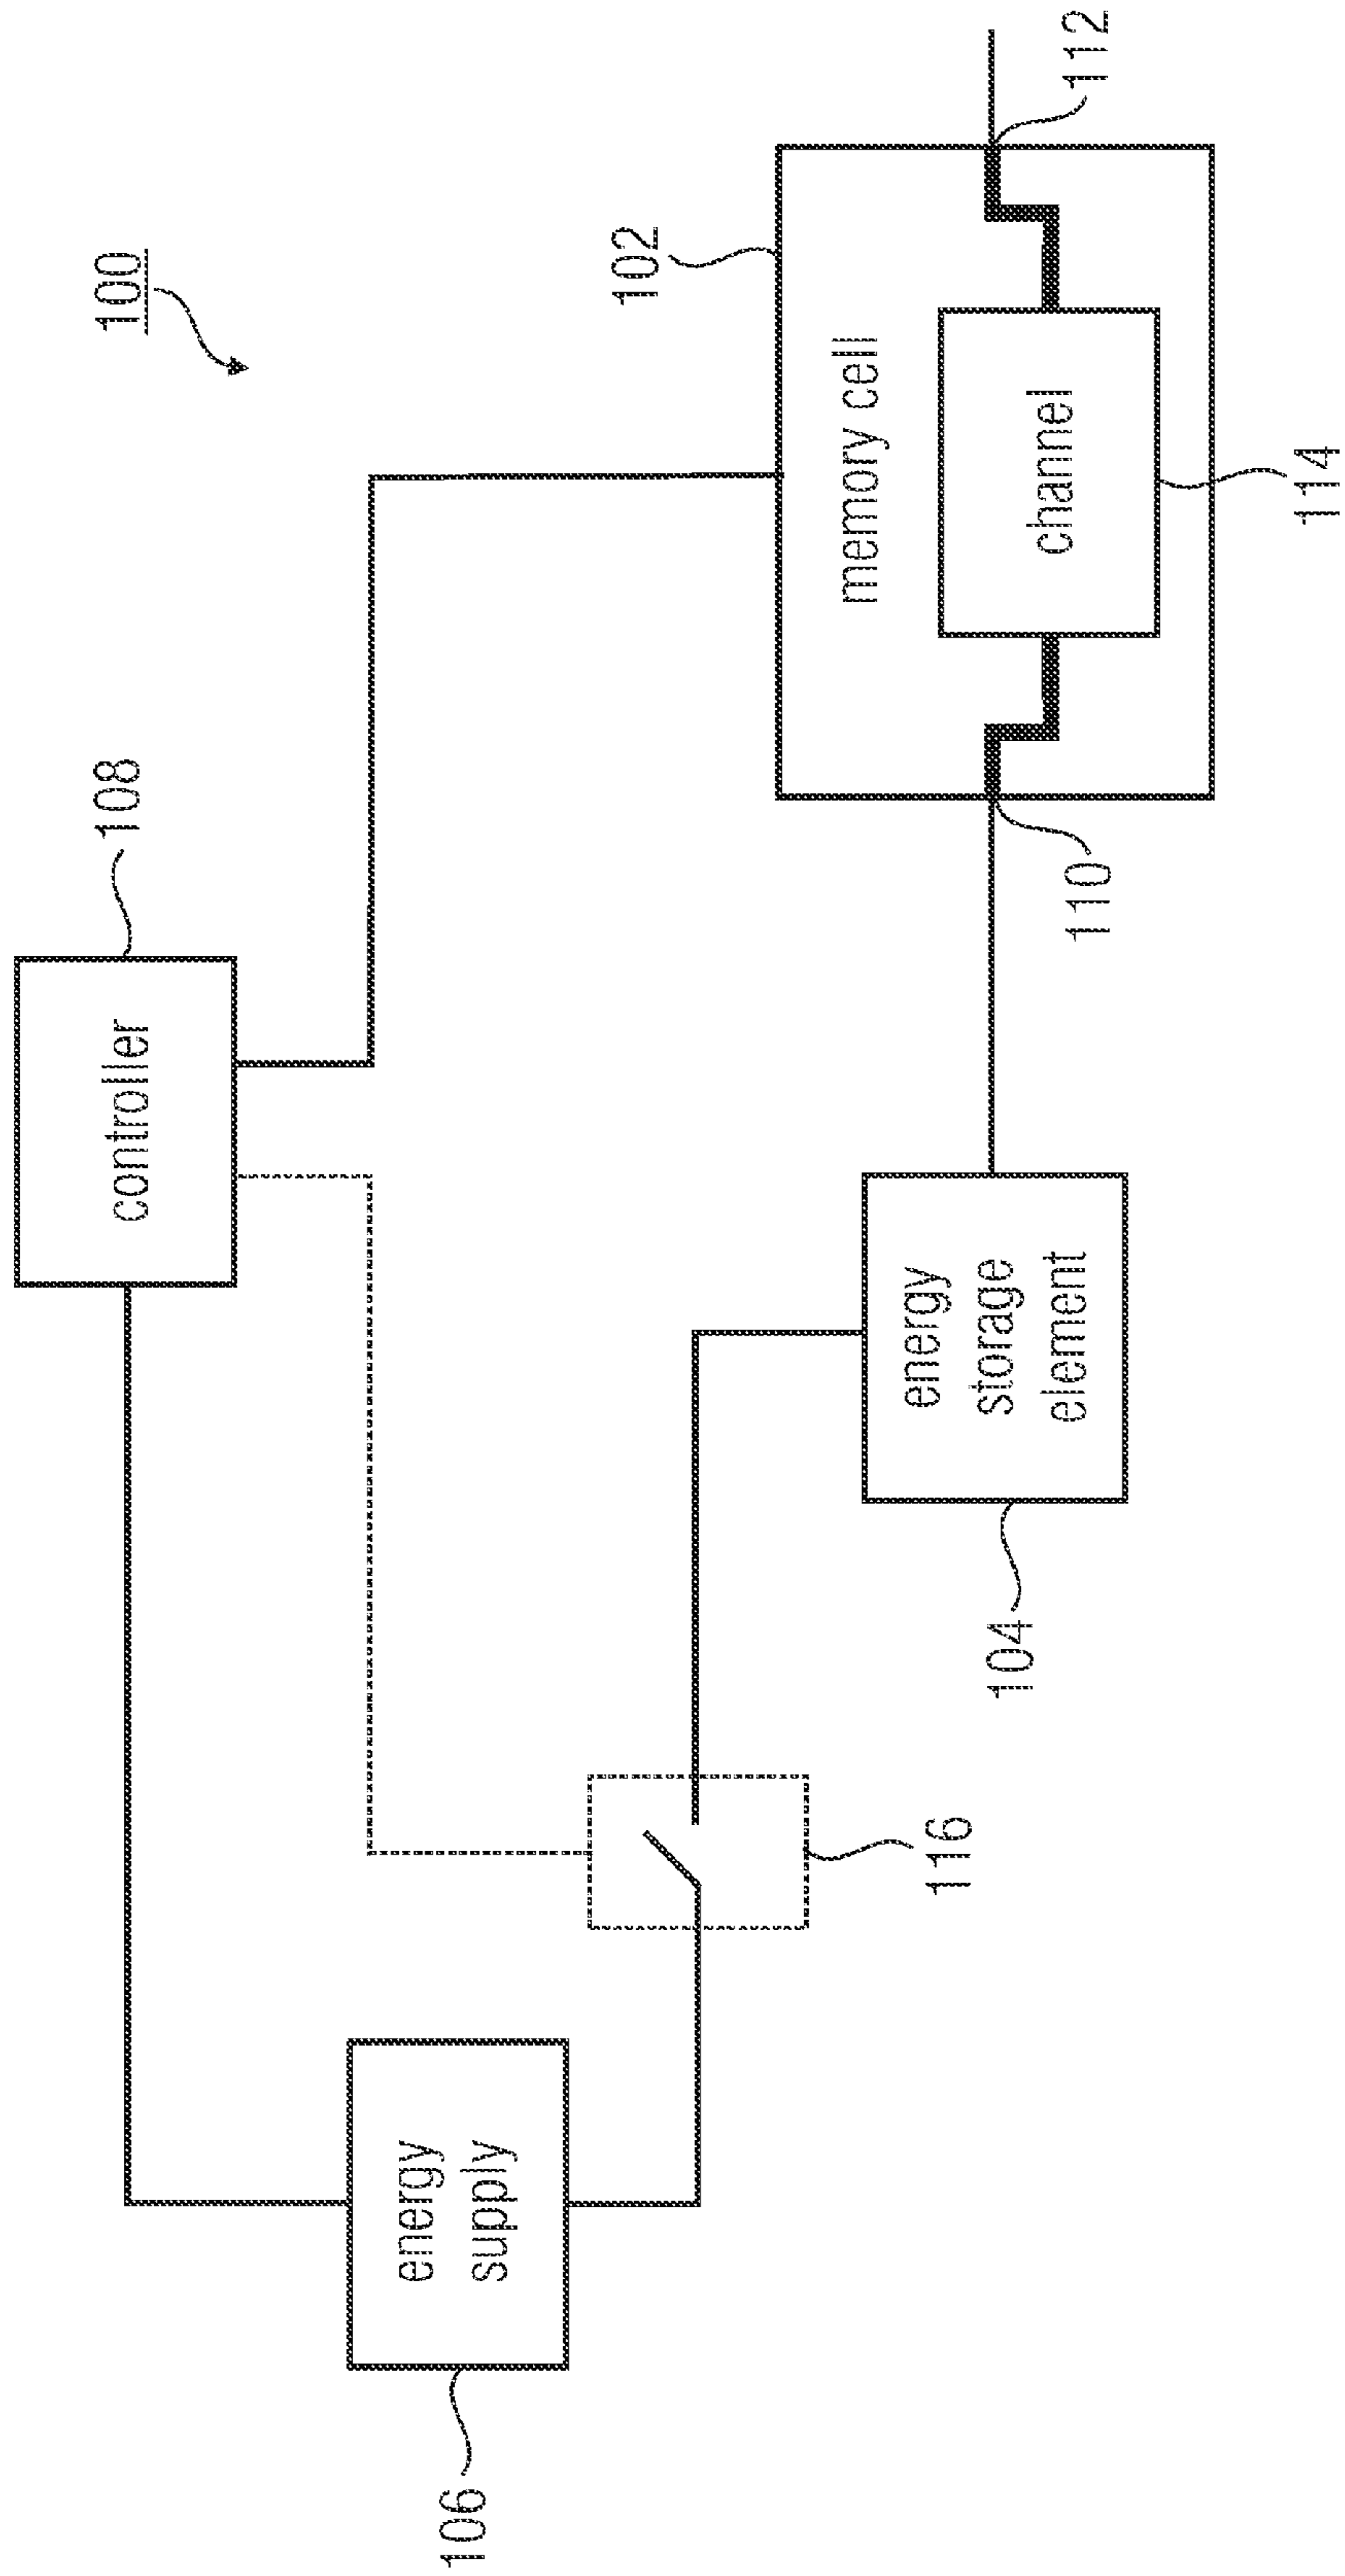 100
108
controller
106
energy
supply
116
104
energy
storage
element
102
memory cell
channel
110
112
114